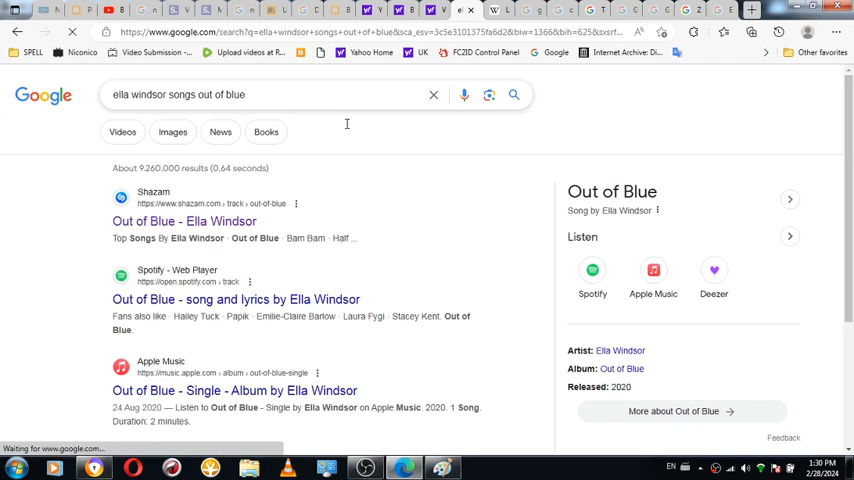 https://www.google.com/search?q=ella+windsor+songs+out+of+blue&sca_esv=3c5e3101375fa6d2&biw=1366&bih=625&sxsrf...
SPELL
Niconico
Video Submission -...
Upload videos at R...
Yahoo Home
UK
FC2ID Control Panel
Google
Internet Archive: Di...
Other favorites
Google
ella windsor songs out of blue
Videos
Images
News
Books
About 9.260.000 results (0,64 seconds)
Shazam
https://www.shazam.com › track › out-of-blue
Out of Blue - Ella Windsor
Top Songs By Ella Windsor · Out of Blue · Bam Bam · Half ...
Spotify - Web Player
https://open.spotify.com › track
Out of Blue - song and lyrics by Ella Windsor
Fans also like · Hailey Tuck · Papik · Emilie-Claire Barlow · Laura Fygi · Stacey Kent. Out of
Blue.
Apple Music
https://music.apple.com › album › out-of-blue-single
Out of Blue - Single - Album by Ella Windsor
24 Aug 2020 — Listen to Out of Blue - Single by Ella Windsor on Apple Music. 2020. 1 Song.
Duration: 2 minutes.
Out of Blue
Song by Ella Windsor
Listen
Spotify
Apple Music
Deezer
Artist: Ella Windsor
Album: Out of Blue
Released: 2020
More about Out of Blue →
Feedback
Waiting for www.google.com...
EN
1:30 PM
2/28/2024